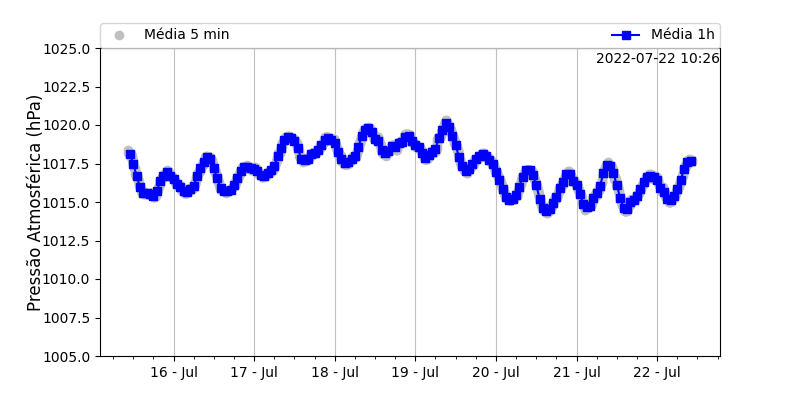 Média 5 min
Média 1h
2022-07-22 10:26
Pressão Atmosférica (hPa)
1025.0
1022.5
1020.0
1017.5
1015.0
1012.5
1010.0
1007.5
1005.0
16 - Jul
17 - Jul
18 - Jul
19 - Jul
20 - Jul
21 - Jul
22 - Jul